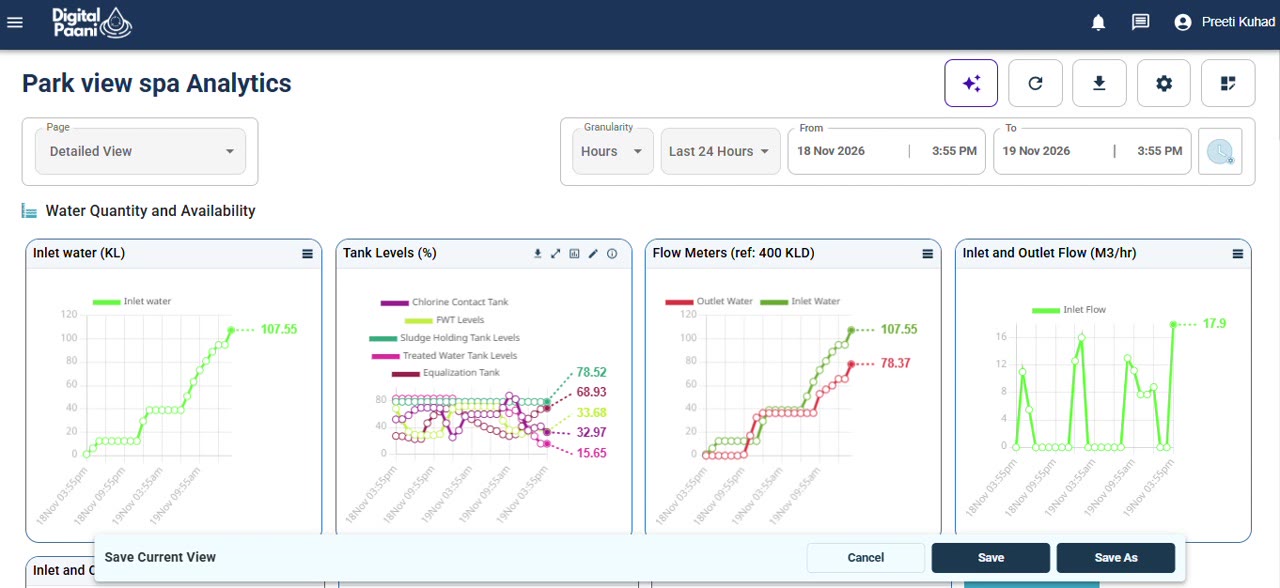 Digital
Paani
Preeti Kuhad
Park view spa Analytics
Page
Detailed View
Granularity
Hours
Last 24 Hours
From
18 Nov 2026 | 3:55 PM
To
19 Nov 2026 | 3:55 PM
Water Quantity and Availability
Inlet water (KL)
Inlet water
120
100
80
60
40
20
0
107.55
18Nov 03:55pm
18Nov 09:55pm
19Nov 03:55am
19Nov 09:55am
Tank Levels (%)
Chlorine Contact Tank
FWT Levels
Sludge Holding Tank Levels
Treated Water Tank Levels
Equalization Tank
80
40
0
78.52
68.93
33.68
32.97
15.65
18Nov 03:55pm
18Nov 09:55pm
19Nov 03:55am
19Nov 09:55am
19Nov 03:55pm
Flow Meters (ref: 400 KLD)
Outlet Water
Inlet Water
120
100
80
60
40
20
0
107.55
78.37
18Nov 03:55pm
18Nov 09:55pm
19Nov 03:55am
19Nov 09:55am
Inlet and Outlet Flow (M3/hr)
Inlet Flow
16
12
8
4
0
17.9
18Nov 03:55pm
18Nov 09:55pm
19Nov 03:55am
19Nov 09:55am
19Nov 03:55pm
Inlet and
Save Current View
Cancel
Save
Save As